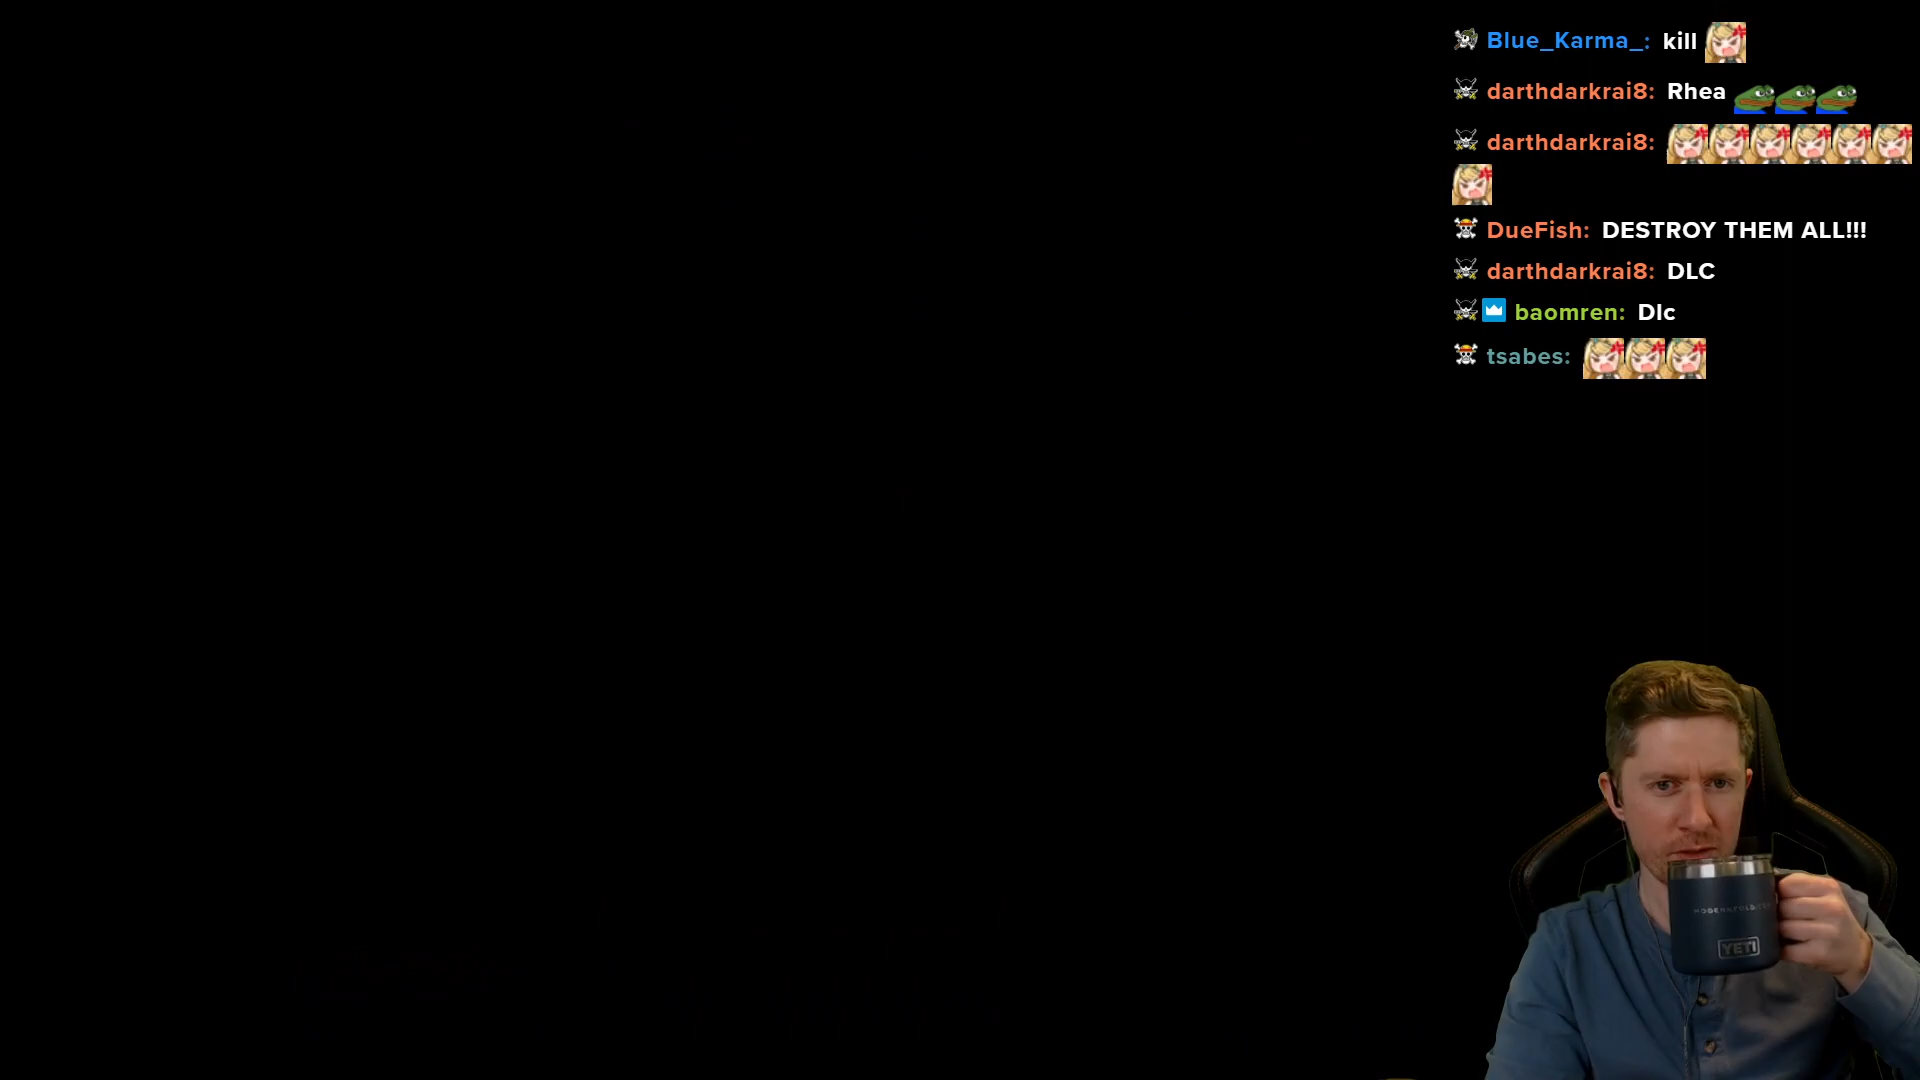 Blue_Karma_: kill
darthdarkrai8: Rhea
darthdarkrai8:
DueFish: DESTROY THEM ALL!!!
darthdarkrai8: DLC
baomren: Dlc
tsabes:
YETI